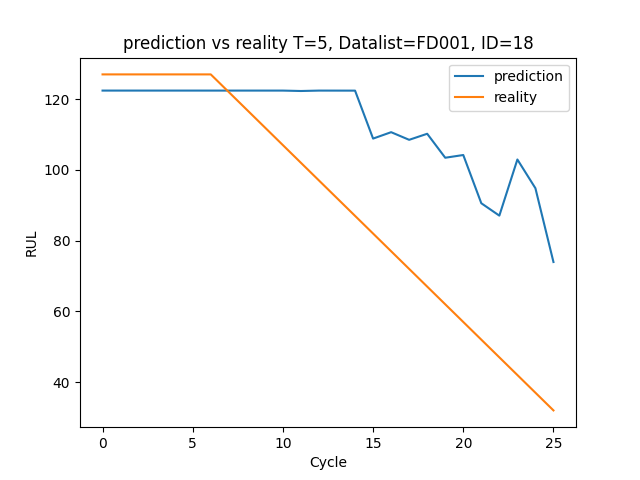 prediction vs reality T=5, Datalist=FD001, ID=18
prediction
reality
RUL
120
100
80
60
40
0 5 10 15 20 25
Cycle